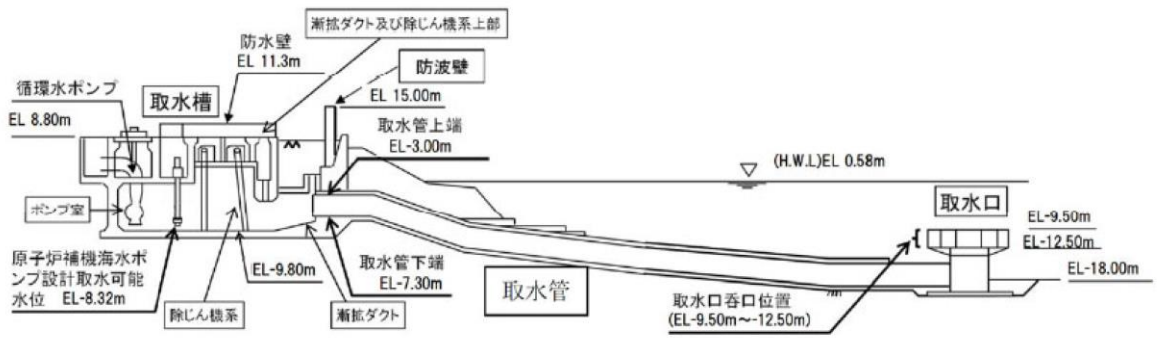 漸拡ダクト及び除じん機系上部
防水壁
EL 11.3m
防波壁
循環水ポンプ
取水槽
EL 8.80m
EL 15.00m
取水管上端
EL-3.00m
(H.W.L)EL 0.58m
ポンプ室
取水口
EL-9.50m
EL-12.50m
原子炉補機海水ポ
ンプ設計取水可能
水位 EL-8.32m
EL-9.80m
取水管下端
EL-7.30m
取水管
EL-18.00m
除じん機系
漸拡ダクト
取水口呑口位置
(EL-9.50m~-12.50m)